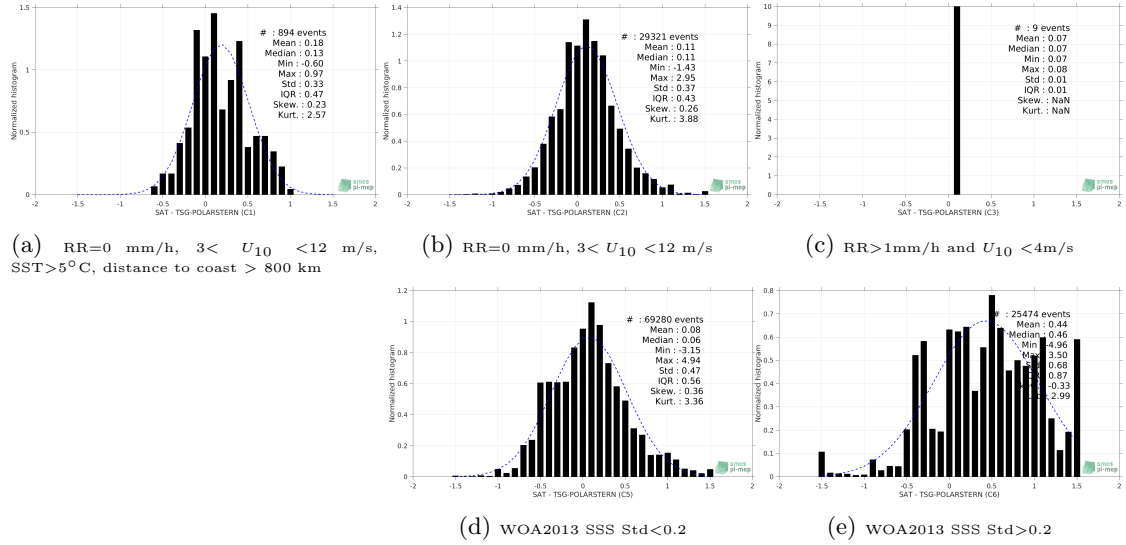 1.5
1
0.5
0
Normalized histogram
# : 894 events
Mean : 0.18
Median : 0.13
Min : -0.60
Max : 0.97
Std : 0.33
IQR : 0.47
Skew. : 0.23
Kurt. : 2.57
smos
pi-mep
-2 -1.5 -1 -0.5 0 0.5 1 1.5 2
SAT - TSG-POLARSTERN (C1)
(a) RR=0 mm/h, 3< U10 <12 m/s,
SST>5°C, distance to coast > 800 km
1.4
1.2
1
0.8
0.6
0.4
0.2
0
Normalized histogram
# : 29321 events
Mean : 0.11
Median : 0.11
Min : -1.43
Max : 2.95
Std : 0.37
IQR : 0.43
Skew. : 0.26
Kurt. : 3.88
smos
pi-mep
-2 -1.5 -1 -0.5 0 0.5 1 1.5 2
SAT - TSG-POLARSTERN (C2)
(b) RR=0 mm/h, 3< U10 <12 m/s
10
9
8
7
6
5
4
3
2
1
0
Normalized histogram
# : 9 events
Mean : 0.07
Median : 0.07
Min : 0.07
Max : 0.08
Std : 0.01
IQR : 0.01
Skew. : NaN
Kurt. : NaN
smos
pi-mep
-2 -1.5 -1 -0.5 0 0.5 1 1.5 2
SAT - TSG-POLARSTERN (C3)
(c) RR>1mm/h and U10 <4m/s
1.2
1
0.8
0.6
0.4
0.2
0
Normalized histogram
# : 69280 events
Mean : 0.08
Median : 0.06
Min : -3.15
Max : 4.94
Std : 0.47
IQR : 0.56
Skew. : 0.36
Kurt. : 3.36
smos
pi-mep
-2 -1.5 -1 -0.5 0 0.5 1 1.5 2
SAT - TSG-POLARSTERN (C5)
(d) WOA2013 SSS Std<0.2
0.8
0.7
0.6
0.5
0.4
0.3
0.2
0.1
0
Normalized histogram
# : 25474 events
Mean : 0.44
Median : 0.46
Min : -4.96
Max : 3.50
: 0.68
: 0.87
: -0.33
: 2.99
smos
pi-mep
-2 -1.5 -1 -0.5 0 0.5 1 1.5 2
SAT - TSG-POLARSTERN (C6)
(e) WOA2013 SSS Std>0.2